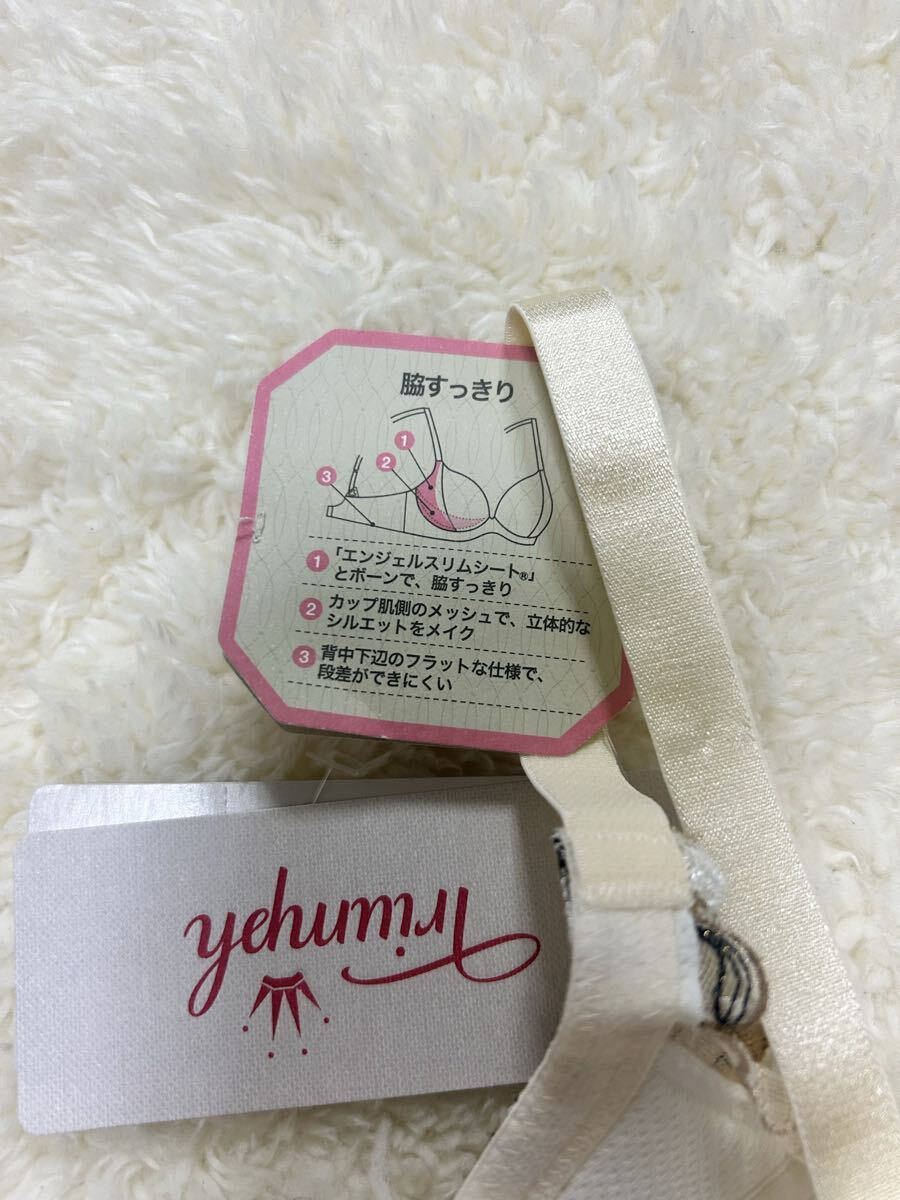 脇すっきり
1
2
3
1 「エンジェルスリムシート®」
とボーンで、脇すっきり
2 カップ肌側のメッシュで、立体的な
シルエットをメイク
3 背中下辺のフラットな仕様で、
段差ができにくい
Triumph